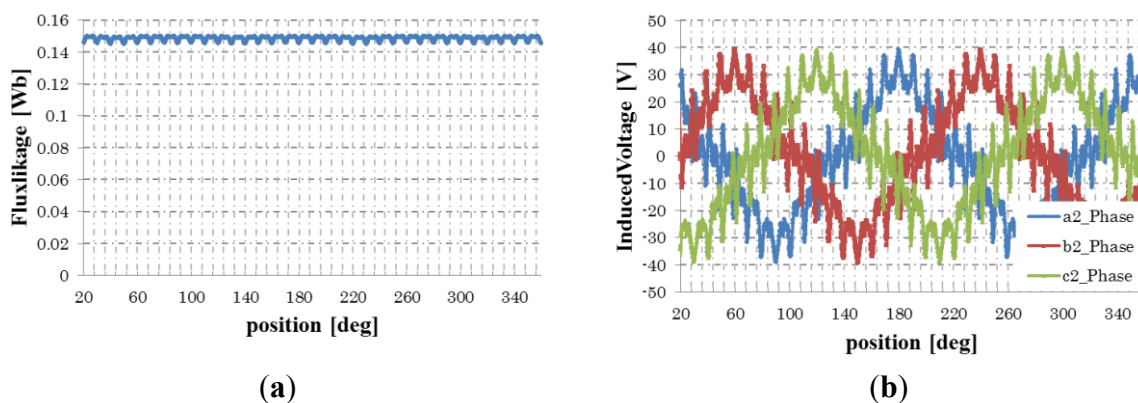 0.16
0.14
0.12
0.1
0.08
0.06
0.04
0.02
0
Fluxlikage [Wb]
20 60 100 140 180 220 260 300 340
position [deg]
(a)
50
40
30
20
10
0
-10
-20
-30
-40
-50
InducedVoltage [V]
a2_Phase
b2_Phase
c2_Phase
20 60 100 140 180 220 260 300 340
position [deg]
(b)